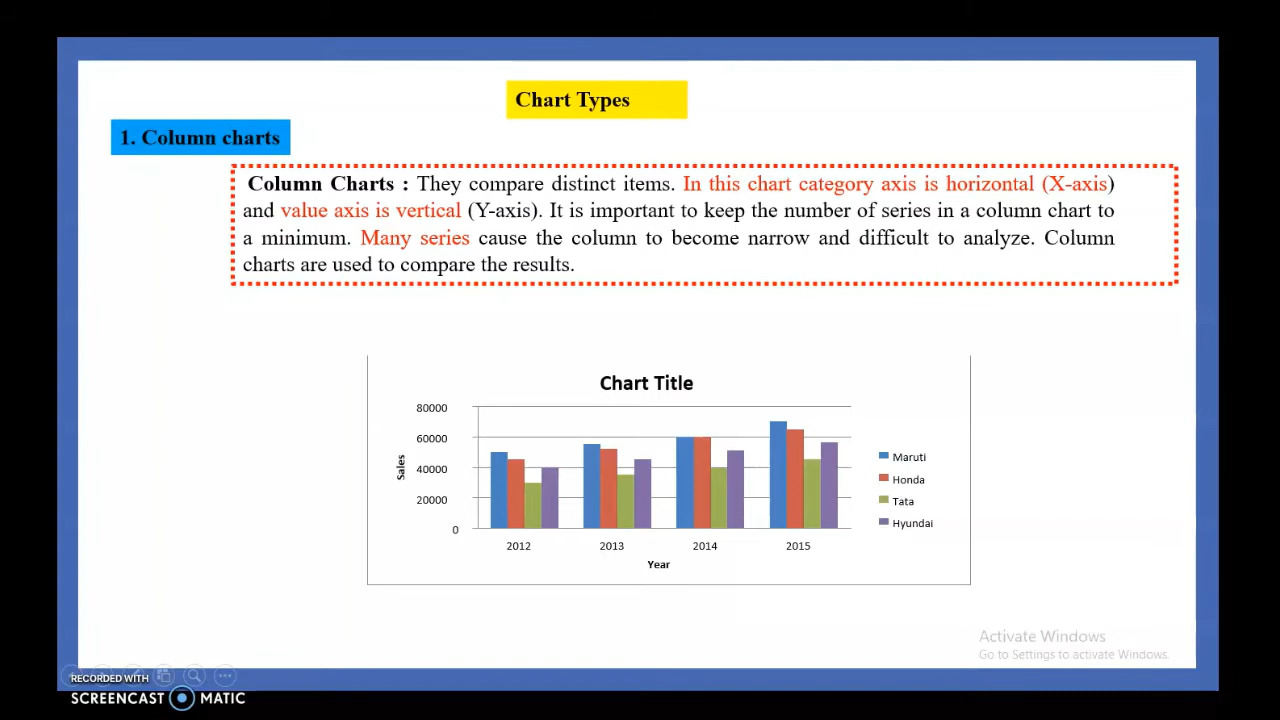 Chart Types
1. Column charts
Column Charts : They compare distinct items. In this chart category axis is horizontal (X-axis)
and value axis is vertical (Y-axis). It is important to keep the number of series in a column chart to
a minimum. Many series cause the column to become narrow and difficult to analyze. Column
charts are used to compare the results.
Chart Title
80000
60000
40000
20000
0
Sales
2012 2013 2014 2015
Year
Maruti
Honda
Tata
Hyundai
Activate Windows
Go to Settings to activate Windows.
RECORDED WITH
SCREENCAST MATIC